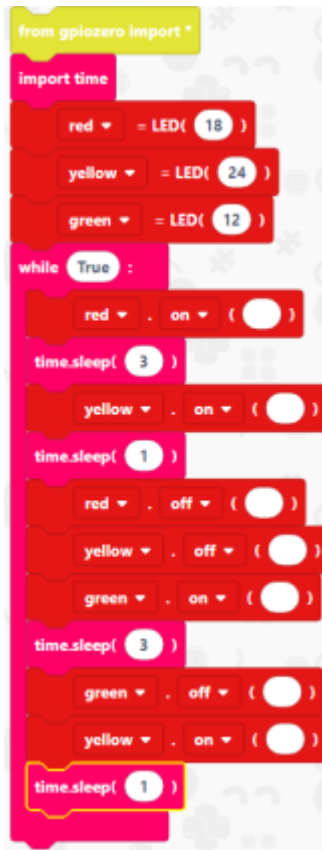 from gpiozero import *
import time
red = LED( 18 )
yellow = LED( 24 )
green = LED( 12 )
while True :
red . on ( )
time.sleep( 3 )
yellow . on ( )
time.sleep( 1 )
red . off ( )
yellow . off ( )
green . on ( )
time.sleep( 3 )
green . off ( )
yellow . on ( )
time.sleep( 1 )